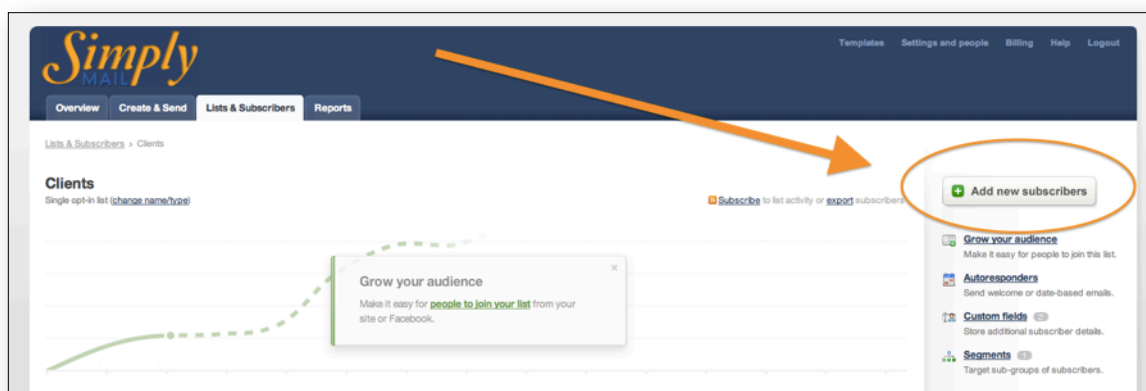 Simply
MAIL
Templates Settings and people Billing Help Logout
Overview Create & Send Lists & Subscribers Reports
Lists & Subscribers › Clients
Clients
Single opt-in list (change name/type)
Subscribe to list activity or export subscribers
Add new subscribers
Grow your audience
Make it easy for people to join your list from your
site or Facebook.
Grow your audience
Make it easy for people to join this list.
Autoresponders
Send welcome or date-based emails.
Custom fields 2
Store additional subscriber details.
Segments 1
Target sub-groups of subscribers.